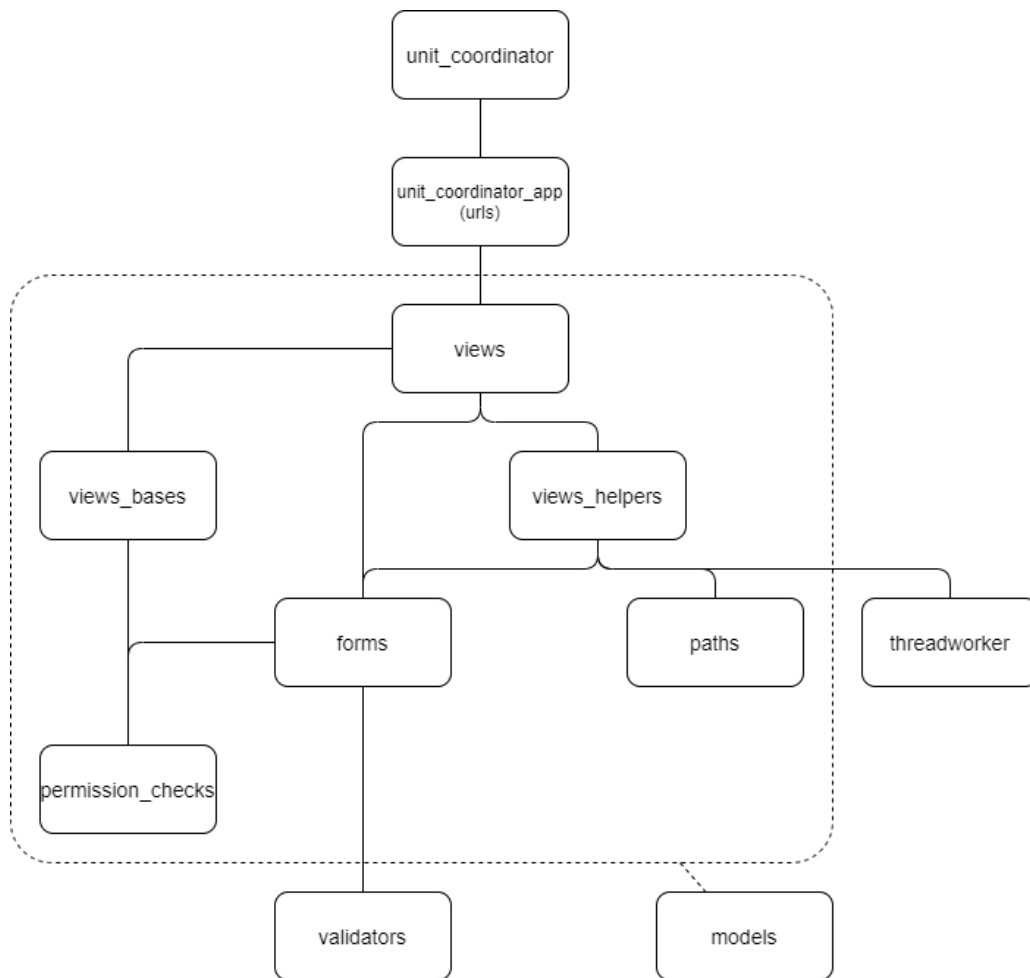 unit_coordinator
unit_coordinator_app
(urls)
views
views_bases
views_helpers
forms
paths
threadworker
permission_checks
validators
models